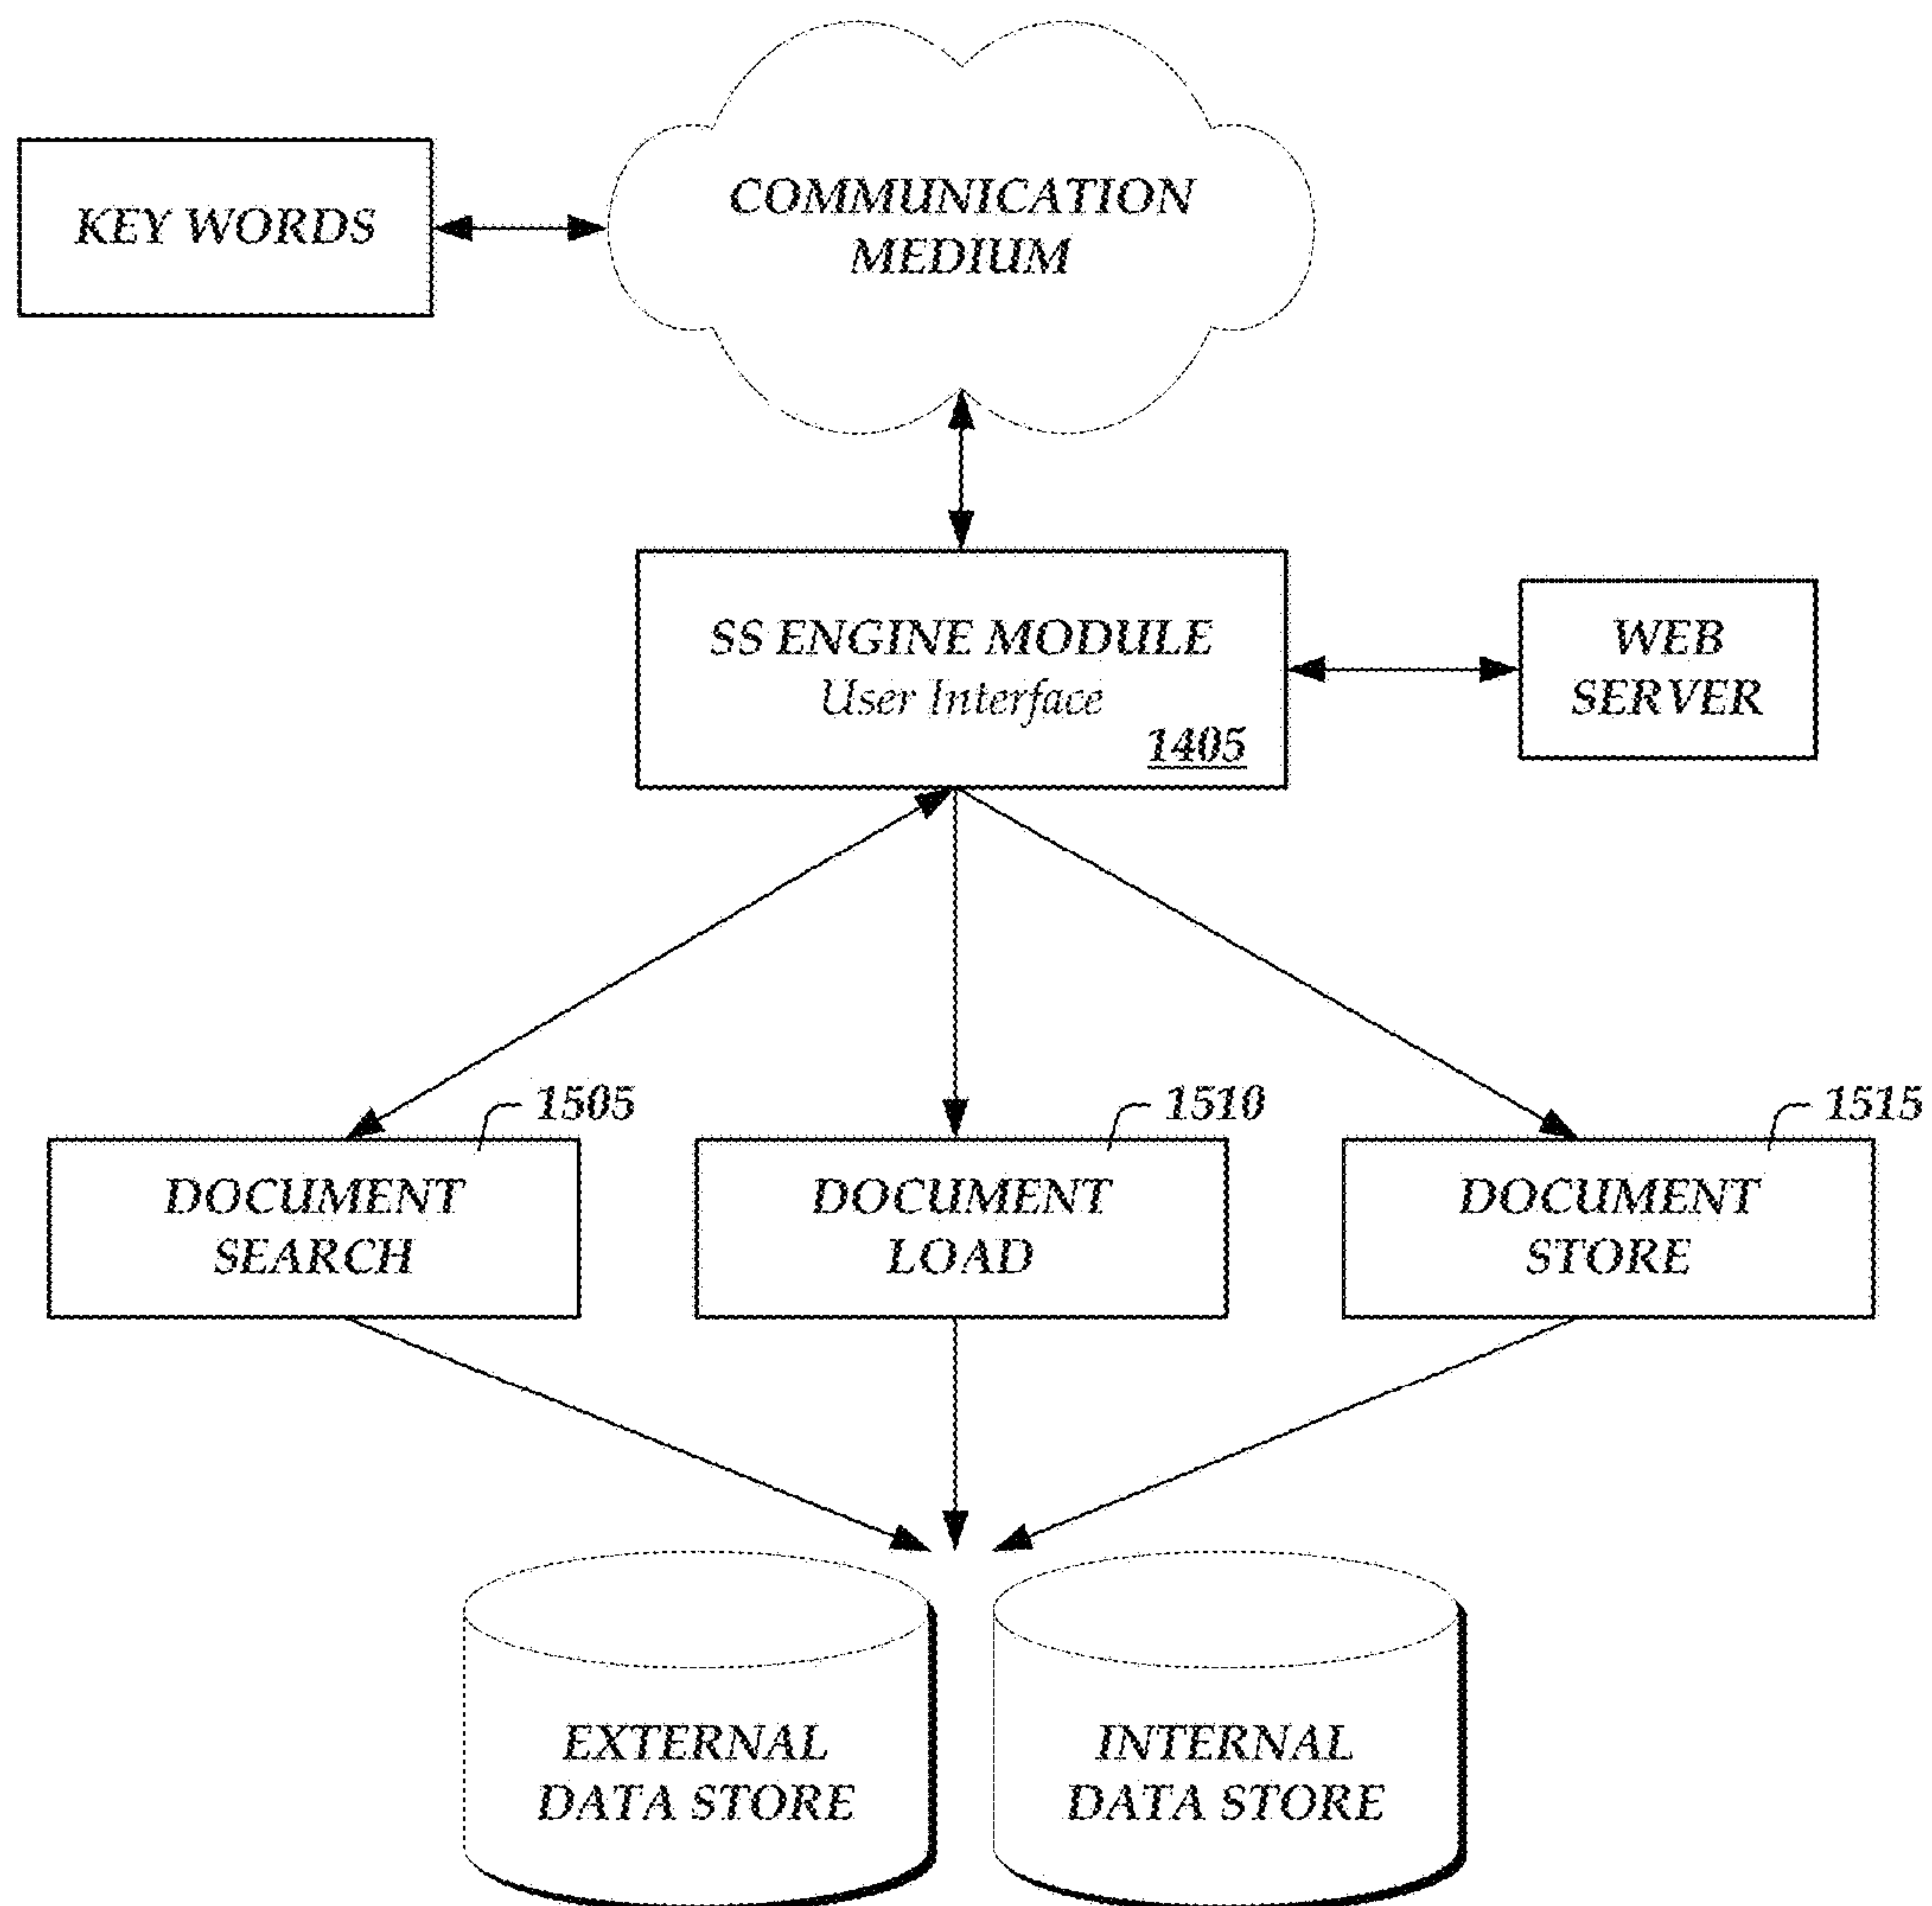 KEY WORDS
COMMUNICATION
MEDIUM
SS ENGINE MODULE
User Interface
1405
WEB
SERVER
1505
1510
1515
DOCUMENT
SEARCH
DOCUMENT
LOAD
DOCUMENT
STORE
EXTERNAL
DATA STORE
INTERNAL
DATA STORE